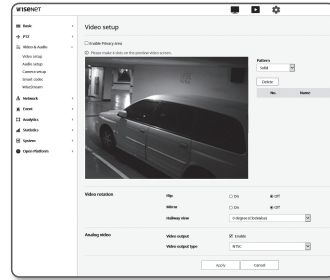 WISENET
Basic
PTZ
Video & Audio
Video setup
Audio setup
Camera setup
Smart codec
WiseStream
Network
Event
Analytics
Statistics
System
Open Platform
Video setup
Enable Privacy area
Please make 4 dots on the preview video screen.
Pattern
Solid
Delete
No. Name
Video rotation
Flip On Off
Mirror On Off
Hallway view 0 degree(Clockwise)
Analog video
Video output Enable
Video output type NTSC
Apply Cancel